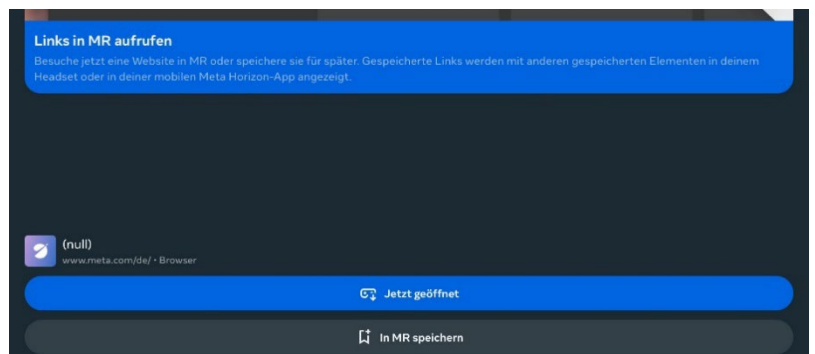 Links in MR aufrufen
Besuche jetzt eine Website in MR oder speichere sie für später. Gespeicherte Links werden mit anderen gespeicherten Elementen in deinem
Headset oder in deiner mobilen Meta Horizon-App angezeigt.
(null)
www.meta.com/de/ • Browser
Jetzt geöffnet
In MR speichern